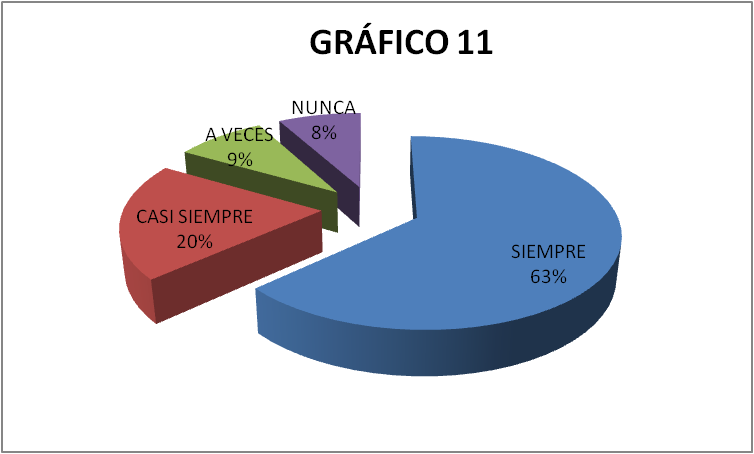 GRÁFICO 11
NUNCA
8%
A VECES
9%
CASI SIEMPRE
20%
SIEMPRE
63%